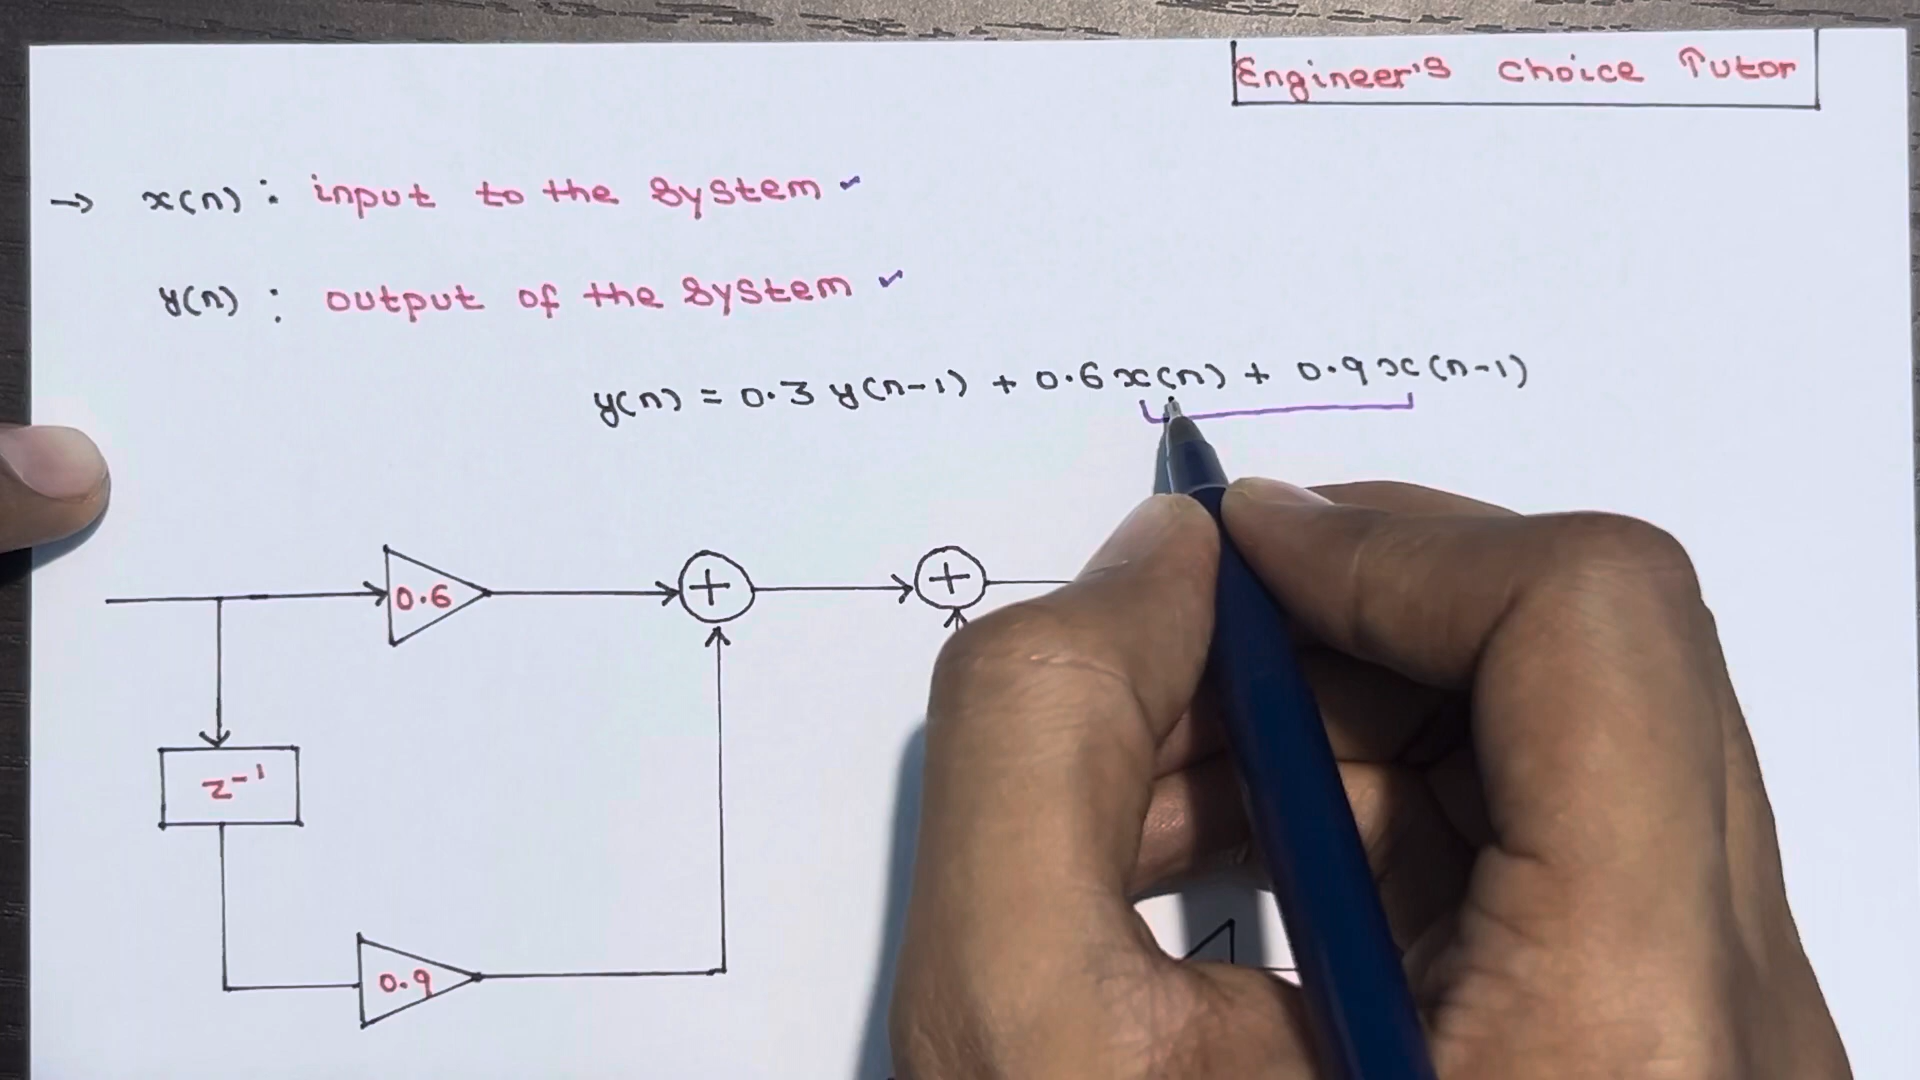 Engineer's Choice Tutor
→ x(n) : input to the system ✓
y(n) : output of the system ✓
y(n) = 0.3 y(n-1) + 0.6 x(n) + 0.9 x(n-1)
0.6 + +
z⁻¹
0.9